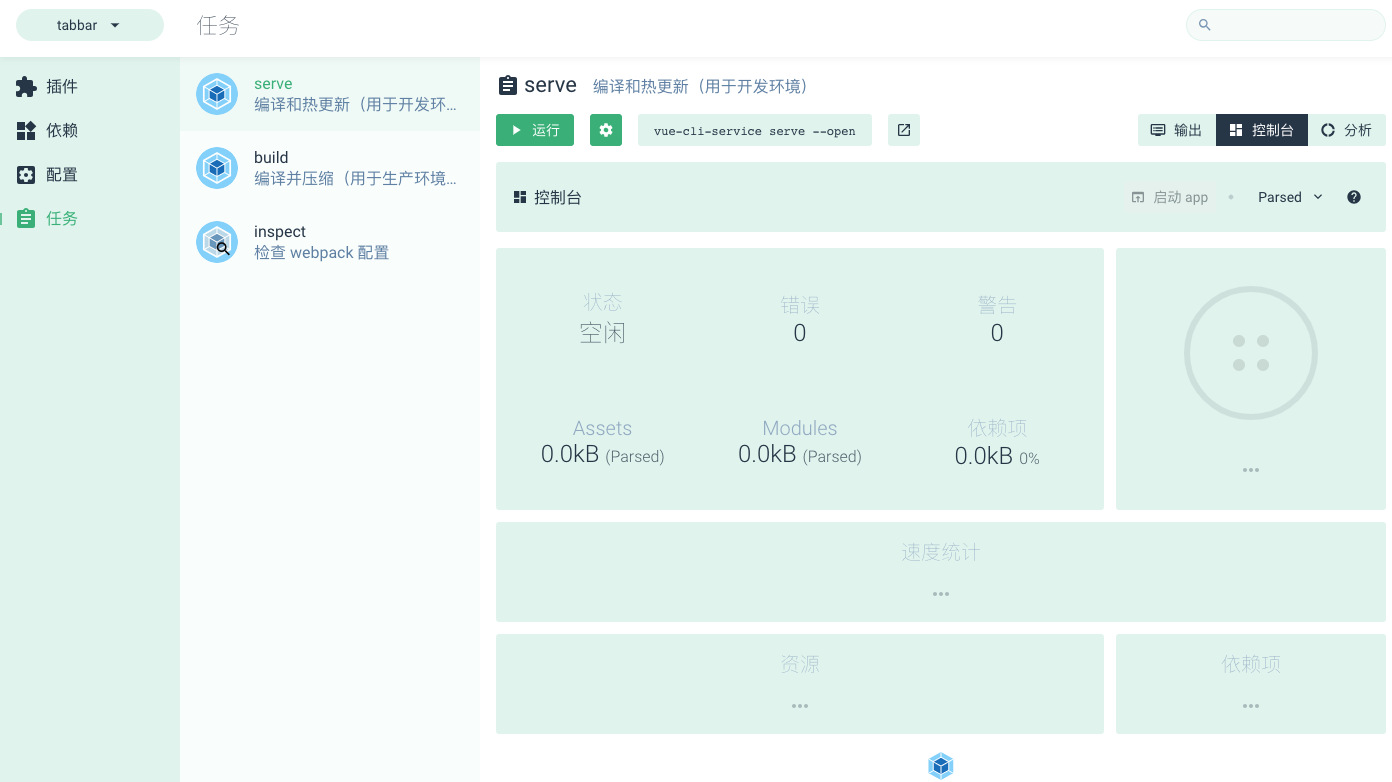 tabbar
任务
插件
依赖
配置
任务
serve
编译和热更新（用于开发环...
build
编译并压缩（用于生产环境...
inspect
检查 webpack 配置
serve 编译和热更新（用于开发环境）
运行 vue-cli-service serve --open 输出 控制台 分析
控制台 启动 app Parsed
状态 错误 警告
空闲 0 0
Assets Modules 依赖项
0.0kB (Parsed) 0.0kB (Parsed) 0.0kB 0%
速度统计
资源 依赖项